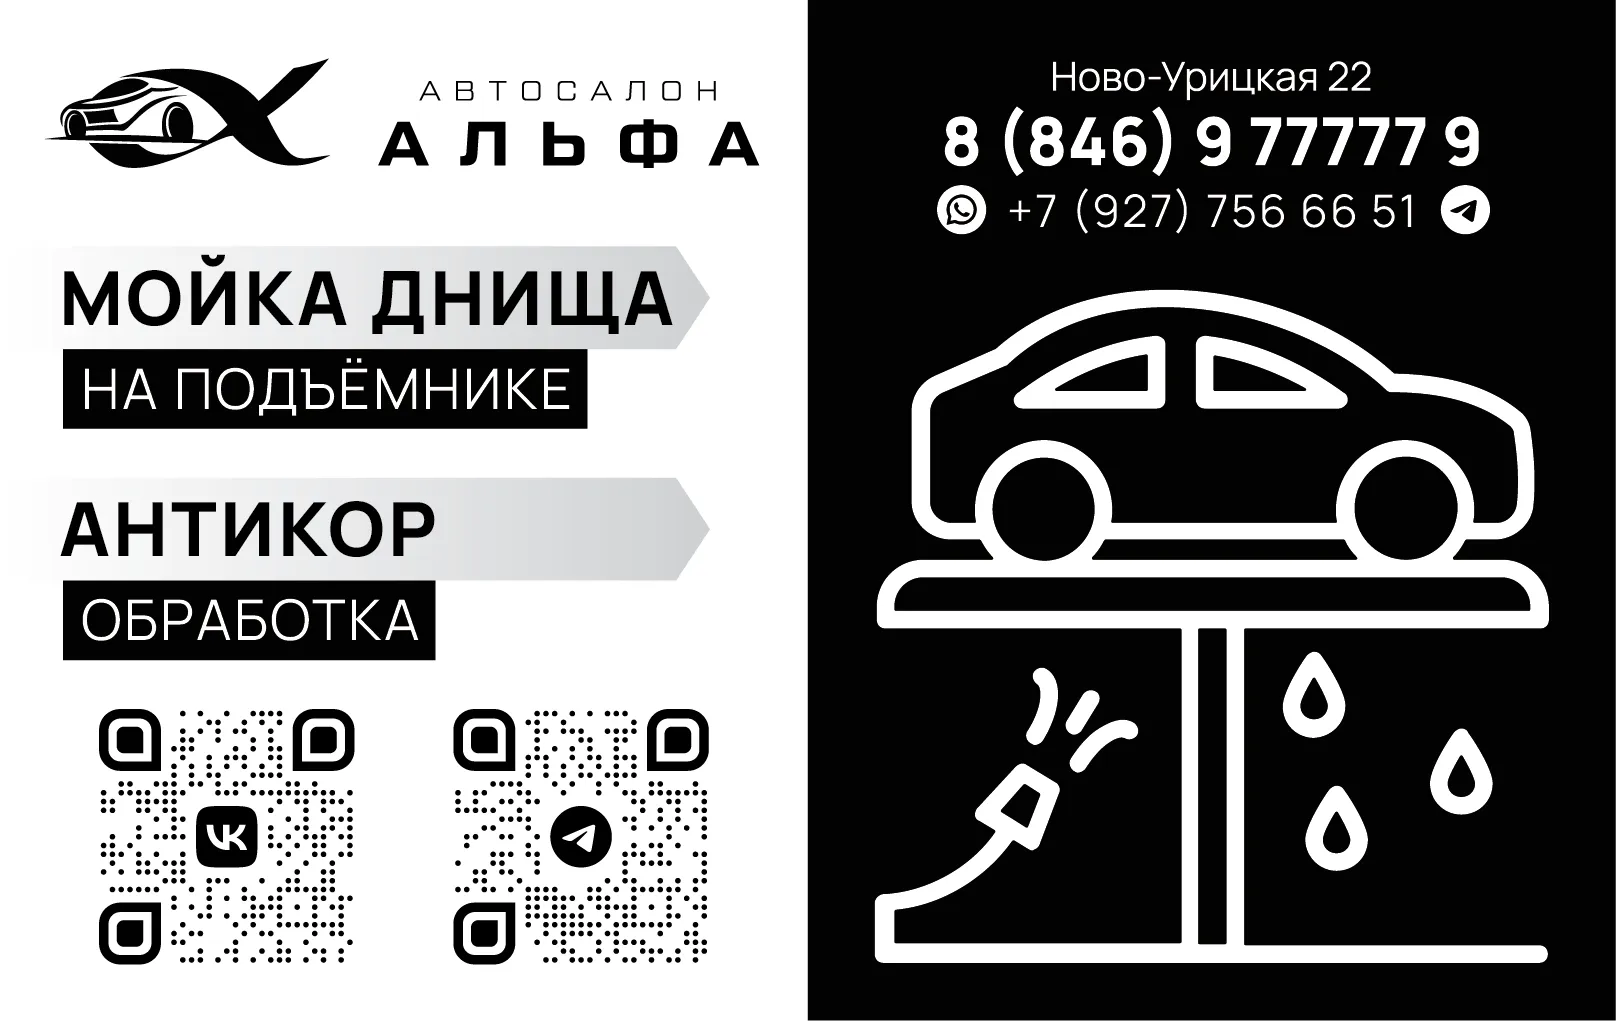 АВТОСАЛОН
АЛЬФА
МОЙКА ДНИЩА
НА ПОДЪЁМНИКЕ
АНТИКОР
ОБРАБОТКА
Ново-Урицкая 22
8 (846) 9 77777 9
+7 (927) 756 66 51